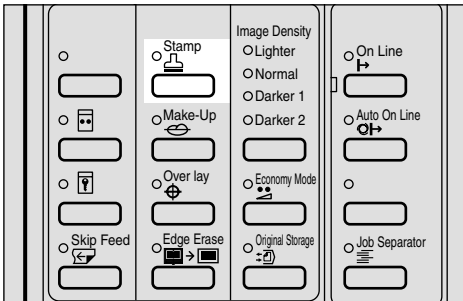 Image Density
Stamp
Lighter
On Line
Normal
Darker 1
Make-Up
Darker 2
Auto On Line
Over lay
Economy Mode
Skip Feed
Edge Erase
Original Storage
Job Separator